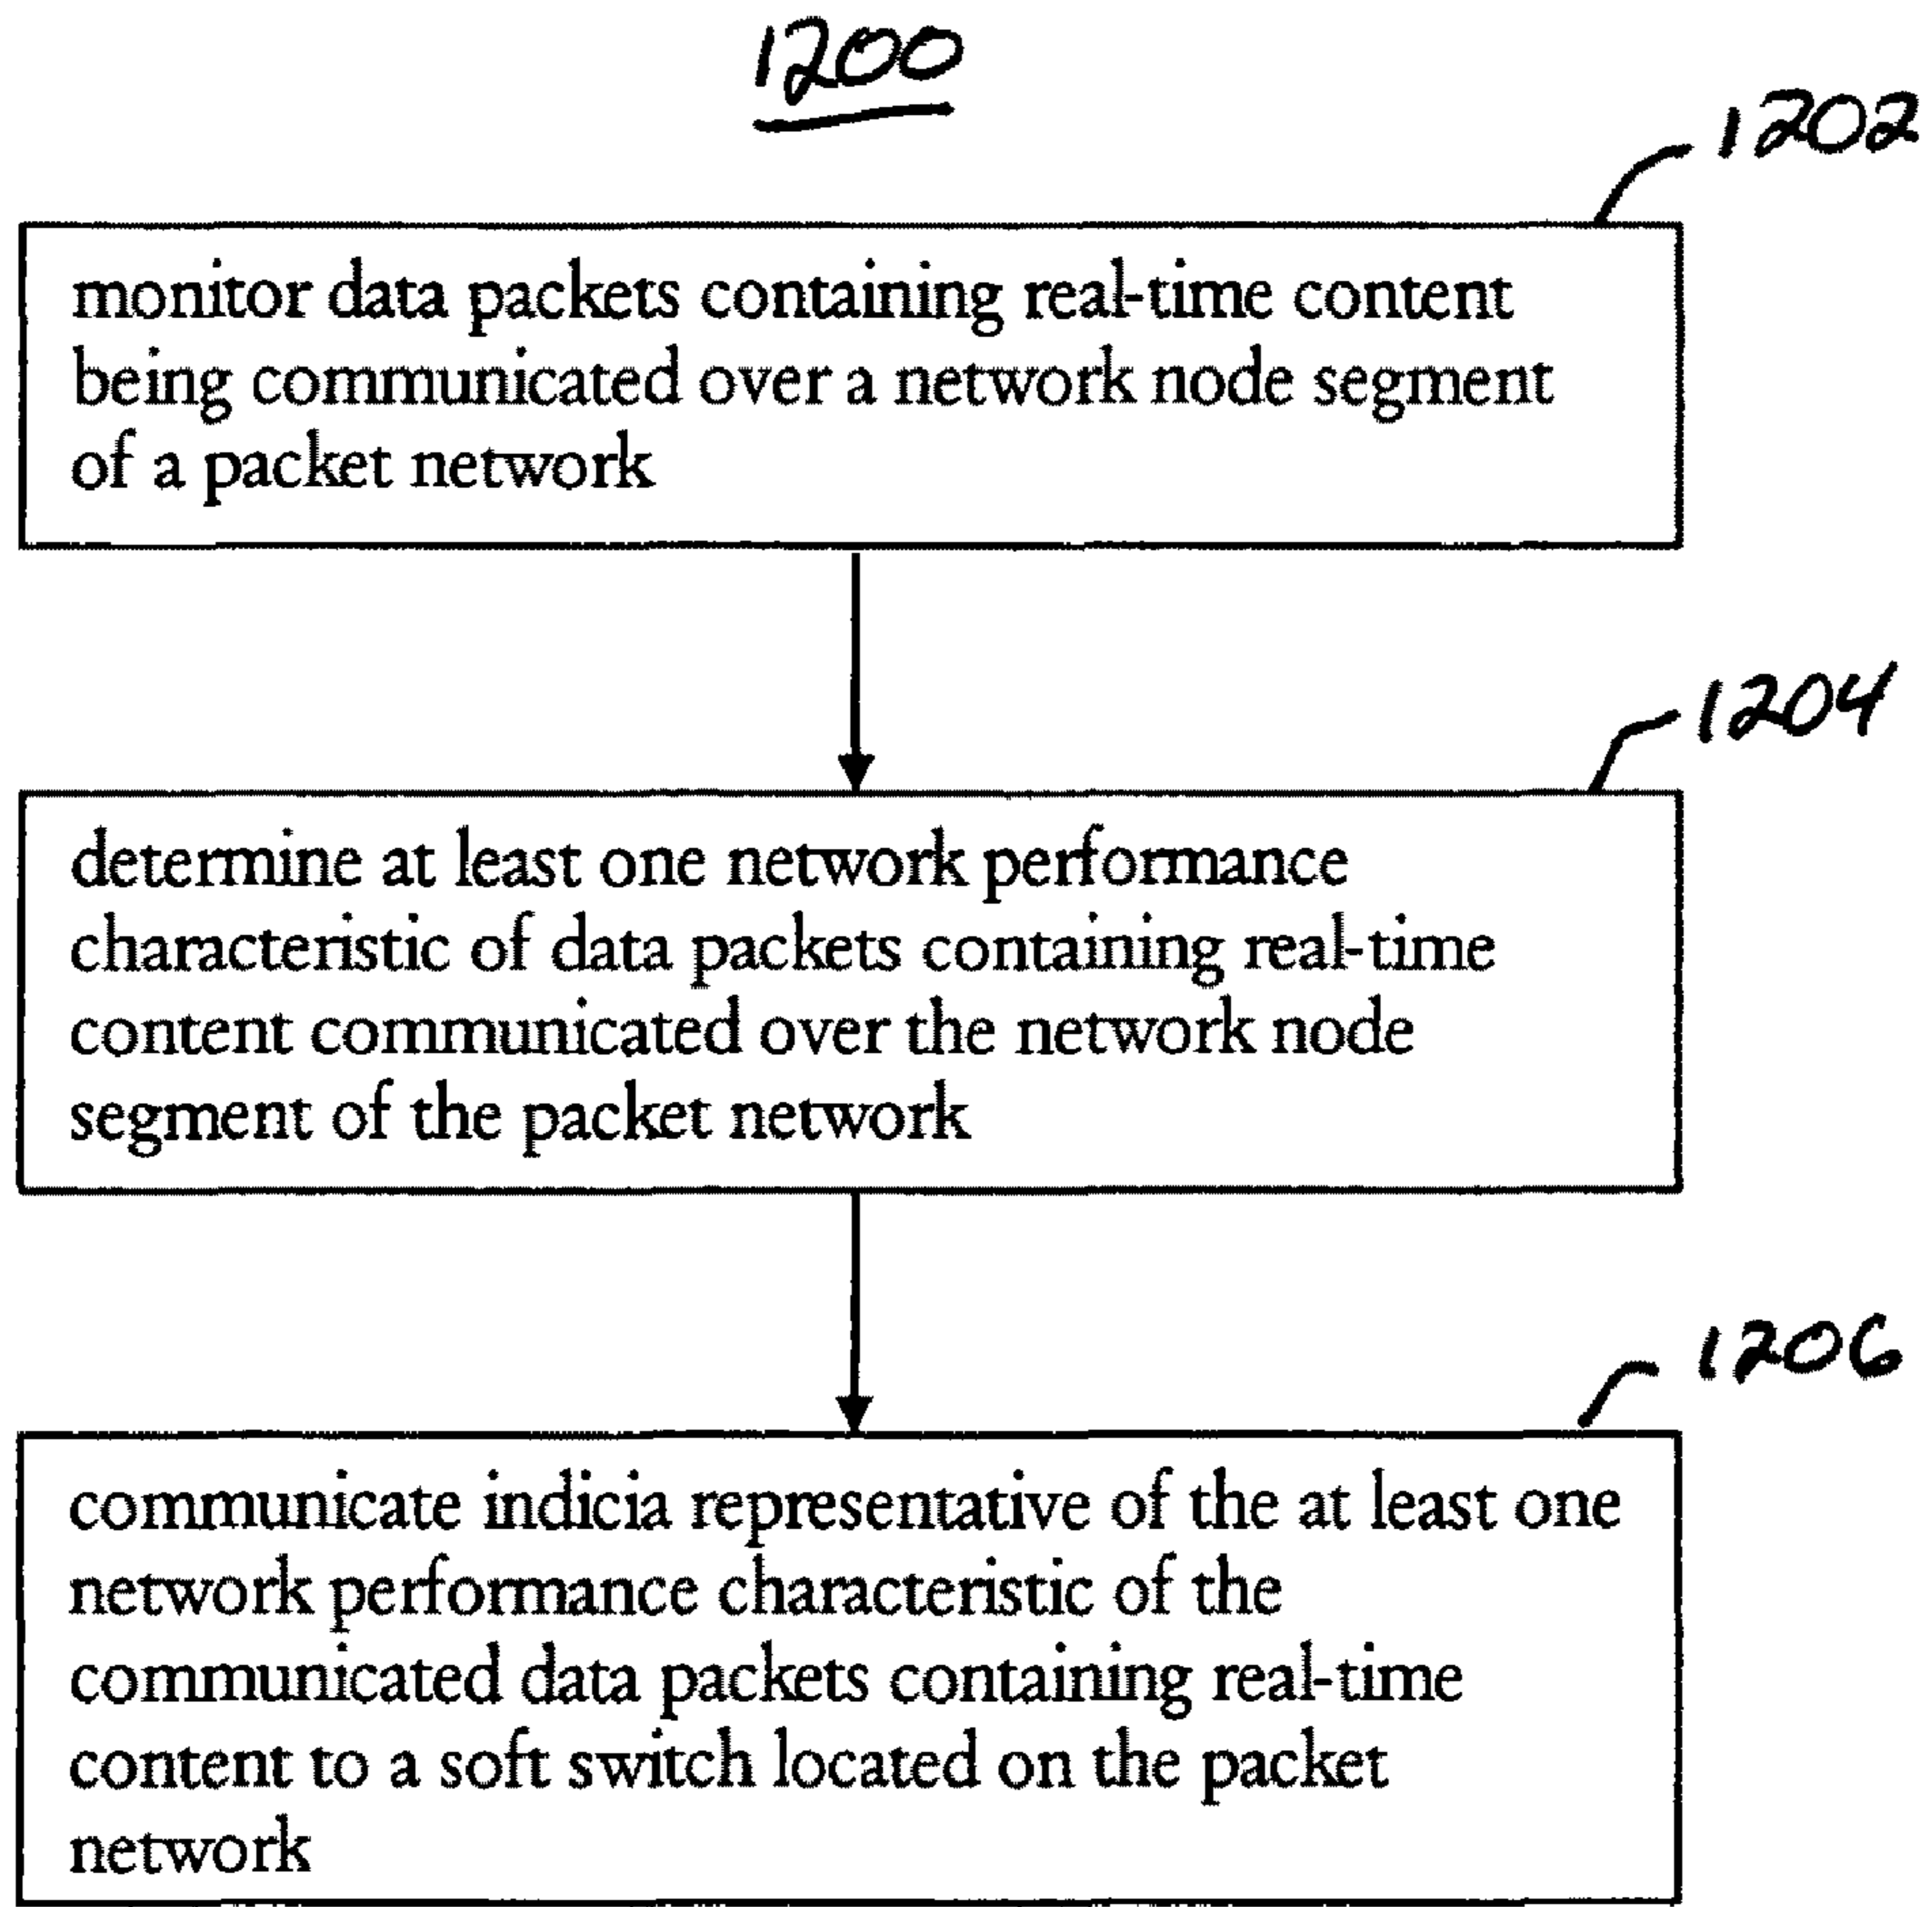 1200
1202
monitor data packets containing real-time content
being communicated over a network node segment
of a packet network
1204
determine at least one network performance
characteristic of data packets containing real-time
content communicated over the network node
segment of the packet network
1206
communicate indicia representative of the at least one
network performance characteristic of the
communicated data packets containing real-time
content to a soft switch located on the packet
network